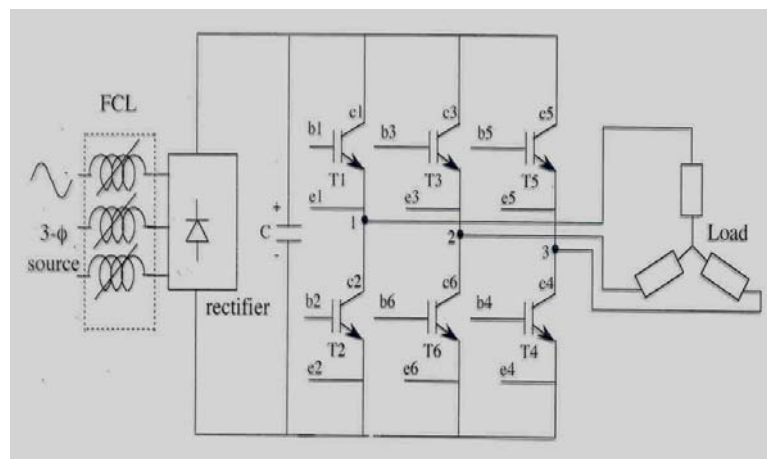 FCL
3-ϕ
source
rectifier
+
C
-
c1
c3
c5
b1
b3
b5
T1
T3
T5
e1
e3
e5
1
2
3
c2
c6
c4
b2
b6
b4
T2
T6
T4
e2
e6
e4
Load